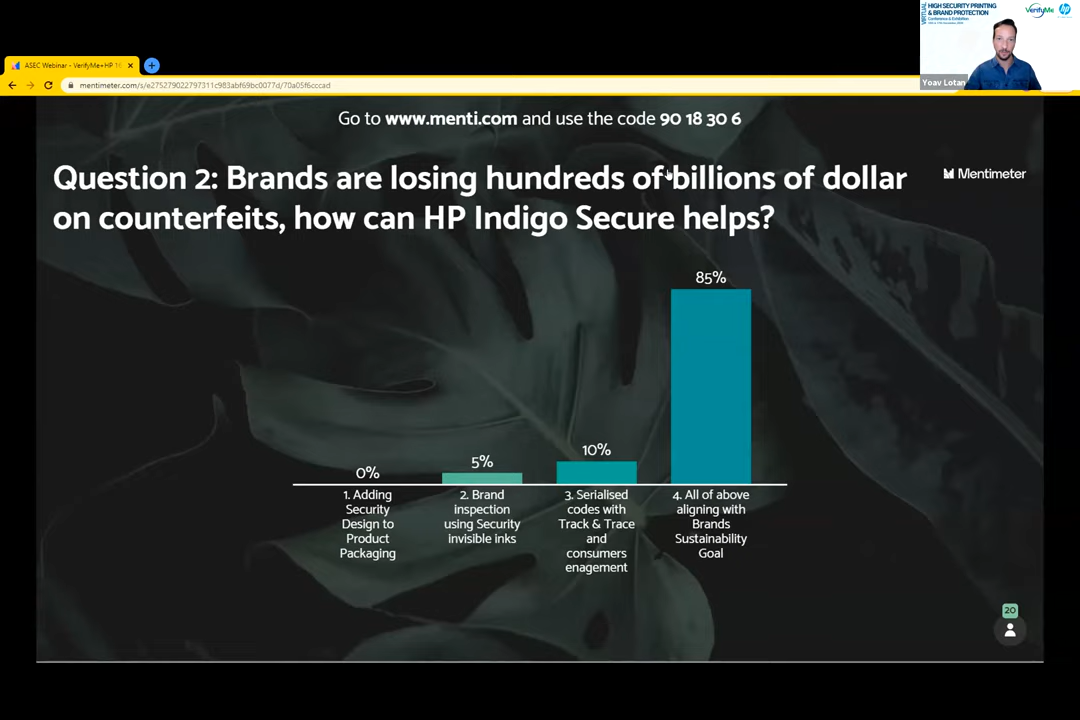 VIRTUAL
HIGH SECURITY PRINTING
& BRAND PROTECTION
Conference & Exhibition
VerifyMe
hp
Yoav Lotan
ASEC Webinar - VerifyMe+HP
mentimeter.com/s/e275279022797311c983abf69bc0077d/70a05f6cccad
Go to www.menti.com and use the code 90 18 30 6
Question 2: Brands are losing hundreds of billions of dollar
on counterfeits, how can HP Indigo Secure helps?
Mentimeter
85%
10%
5%
0%
1. Adding
Security
Design to
Product
Packaging
2. Brand
inspection
using Security
invisible inks
3. Serialised
codes with
Track & Trace
and
consumers
enagement
4. All of above
aligning with
Brands
Sustainability
Goal
20